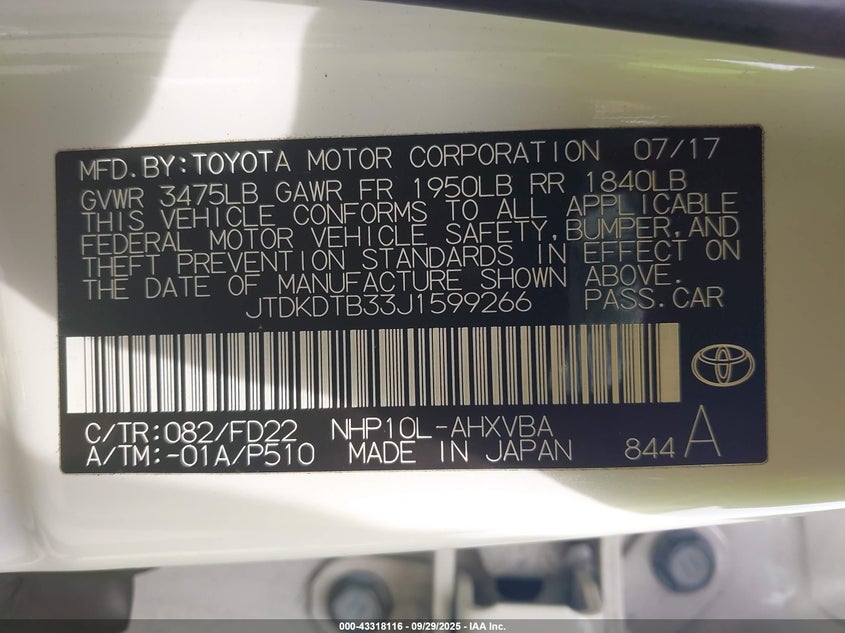 MFD.BY:TOYOTA MOTOR CORPORATION 07/17
GVWR 3475LB GAWR FR 1950LB RR 1840LB
THIS VEHICLE CONFORMS TO ALL APPLICABLE
FEDERAL MOTOR VEHICLE SAFETY, BUMPER, AND
THEFT PREVENTION STANDARDS IN EFFECT ON
THE DATE OF MANUFACTURE SHOWN ABOVE.
JTDKDTB33J1599266 PASS.CAR
C/TR:082/FD22 NHP10L-AHXVBA
A/TM:-01A/P510 MADE IN JAPAN 844 A
000-43318116 - 09/29/2025 - IAA Inc.